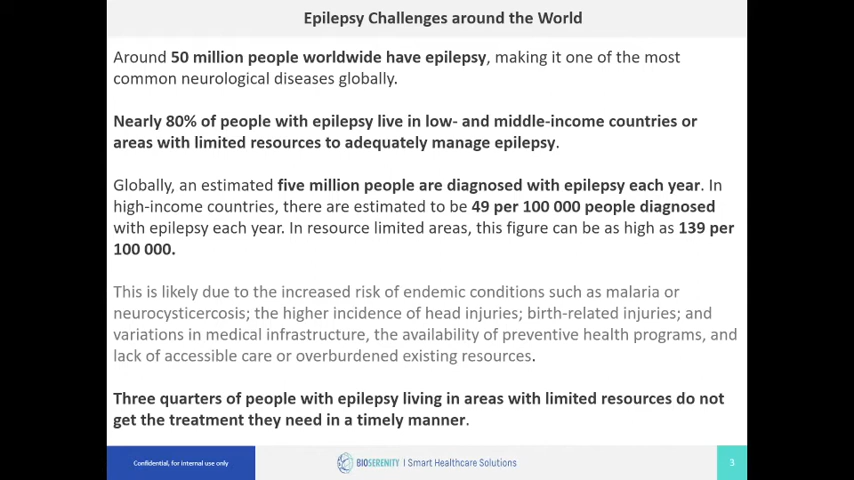 Epilepsy Challenges around the World
Around 50 million people worldwide have epilepsy, making it one of the most
common neurological diseases globally.
Nearly 80% of people with epilepsy live in low- and middle-income countries or
areas with limited resources to adequately manage epilepsy.
Globally, an estimated five million people are diagnosed with epilepsy each year. In
high-income countries, there are estimated to be 49 per 100 000 people diagnosed
with epilepsy each year. In resource limited areas, this figure can be as high as 139 per
100 000.
This is likely due to the increased risk of endemic conditions such as malaria or
neurocysticercosis; the higher incidence of head injuries; birth-related injuries; and
variations in medical infrastructure, the availability of preventive health programs, and
lack of accessible care or overburdened existing resources.
Three quarters of people with epilepsy living in areas with limited resources do not
get the treatment they need in a timely manner.
Confidential, for internal use only
BIOSERENITY | Smart Healthcare Solutions
3